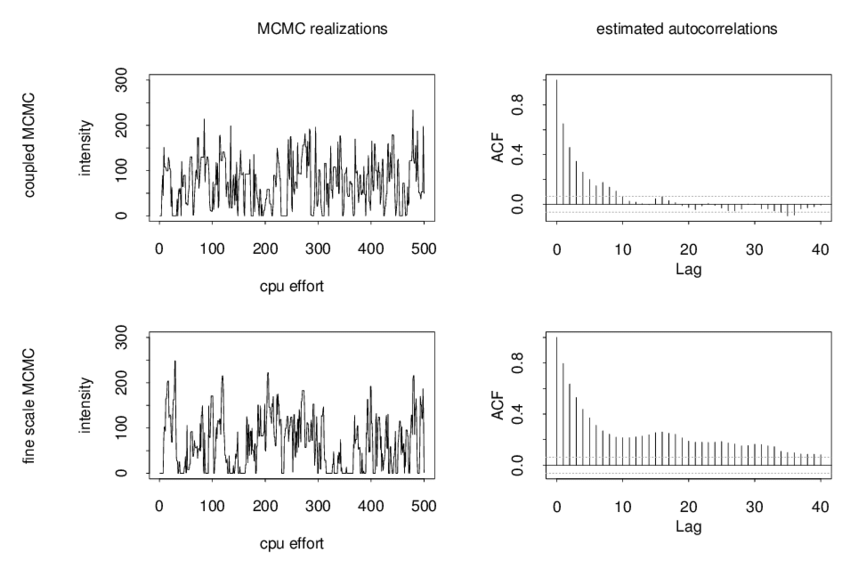 MCMC realizations
estimated autocorrelations
coupled MCMC
intensity
0 100 200 300
0 100 200 300 400 500
cpu effort
ACF
0.0 0.4 0.8
0 10 20 30 40
Lag
fine scale MCMC
intensity
0 100 200 300
0 100 200 300 400 500
cpu effort
ACF
0.0 0.4 0.8
0 10 20 30 40
Lag